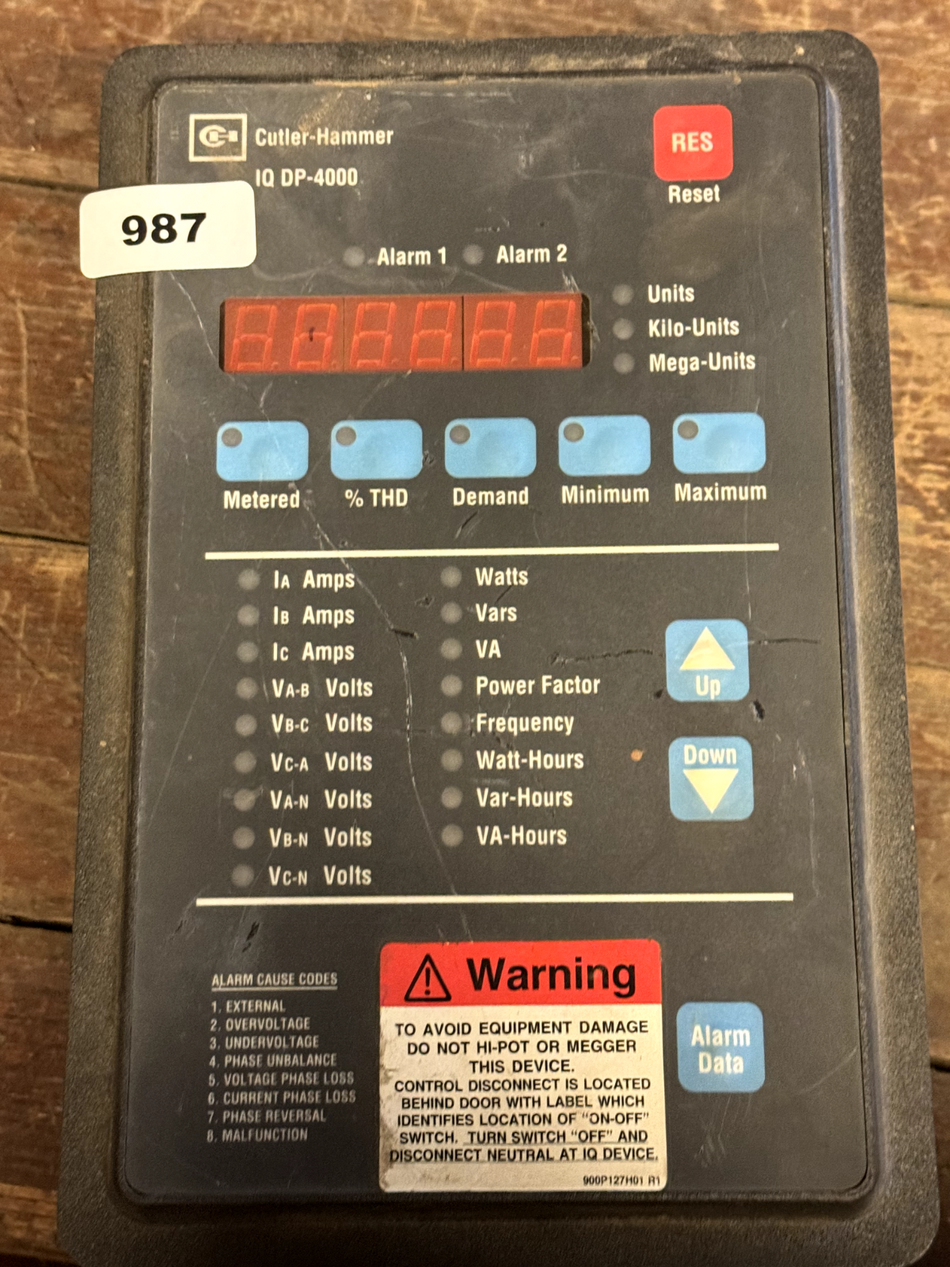 Cutler-Hammer
IQ DP-4000
RES
Reset
987
Alarm 1
Alarm 2
Units
Kilo-Units
Mega-Units
Metered
% THD
Demand
Minimum
Maximum
IA Amps
IB Amps
IC Amps
VA-B Volts
VB-C Volts
VC-A Volts
VA-N Volts
VB-N Volts
VC-N Volts
Watts
Vars
VA
Power Factor
Frequency
Watt-Hours
Var-Hours
VA-Hours
Up
Down
ALARM CAUSE CODES
1. EXTERNAL
2. OVERVOLTAGE
3. UNDERVOLTAGE
4. PHASE UNBALANCE
5. VOLTAGE PHASE LOSS
6. CURRENT PHASE LOSS
7. PHASE REVERSAL
8. MALFUNCTION
Warning
TO AVOID EQUIPMENT DAMAGE
DO NOT HI-POT OR MEGGER
THIS DEVICE.
CONTROL DISCONNECT IS LOCATED
BEHIND DOOR WITH LABEL WHICH
IDENTIFIES LOCATION OF "ON-OFF"
SWITCH. TURN SWITCH "OFF" AND
DISCONNECT NEUTRAL AT IQ DEVICE.
900P127H01 R1
Alarm
Data